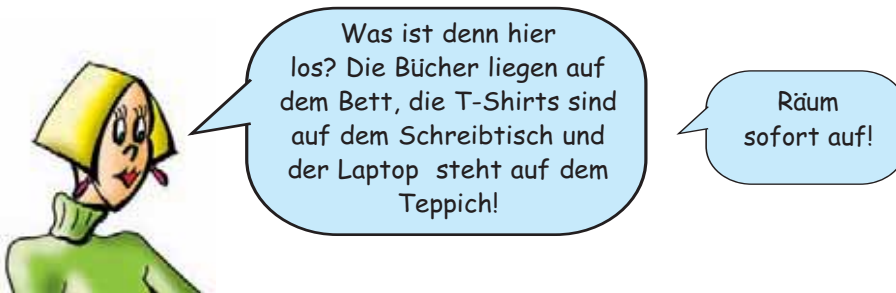 Was ist denn hier
los? Die Bücher liegen auf
dem Bett, die T-Shirts sind
auf dem Schreibtisch und
der Laptop steht auf dem
Teppich!
Räum
sofort auf!